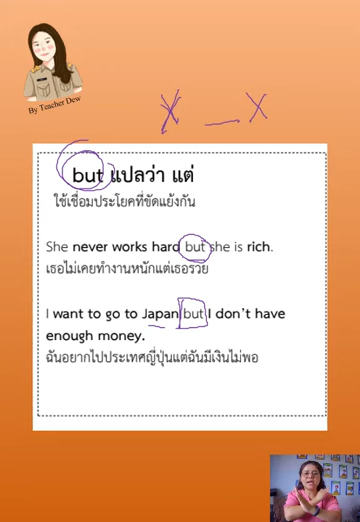 By Teacher Dew
X _ X
but แปลว่า แต่
ใช้เชื่อมประโยคที่ขัดแย้งกัน
She never works hard but she is rich.
เธอไม่เคยทำงานหนักแต่เธอรวย
I want to go to Japan but I don't have
enough money.
ฉันอยากไปประเทศญี่ปุ่นแต่ฉันมีเงินไม่พอ